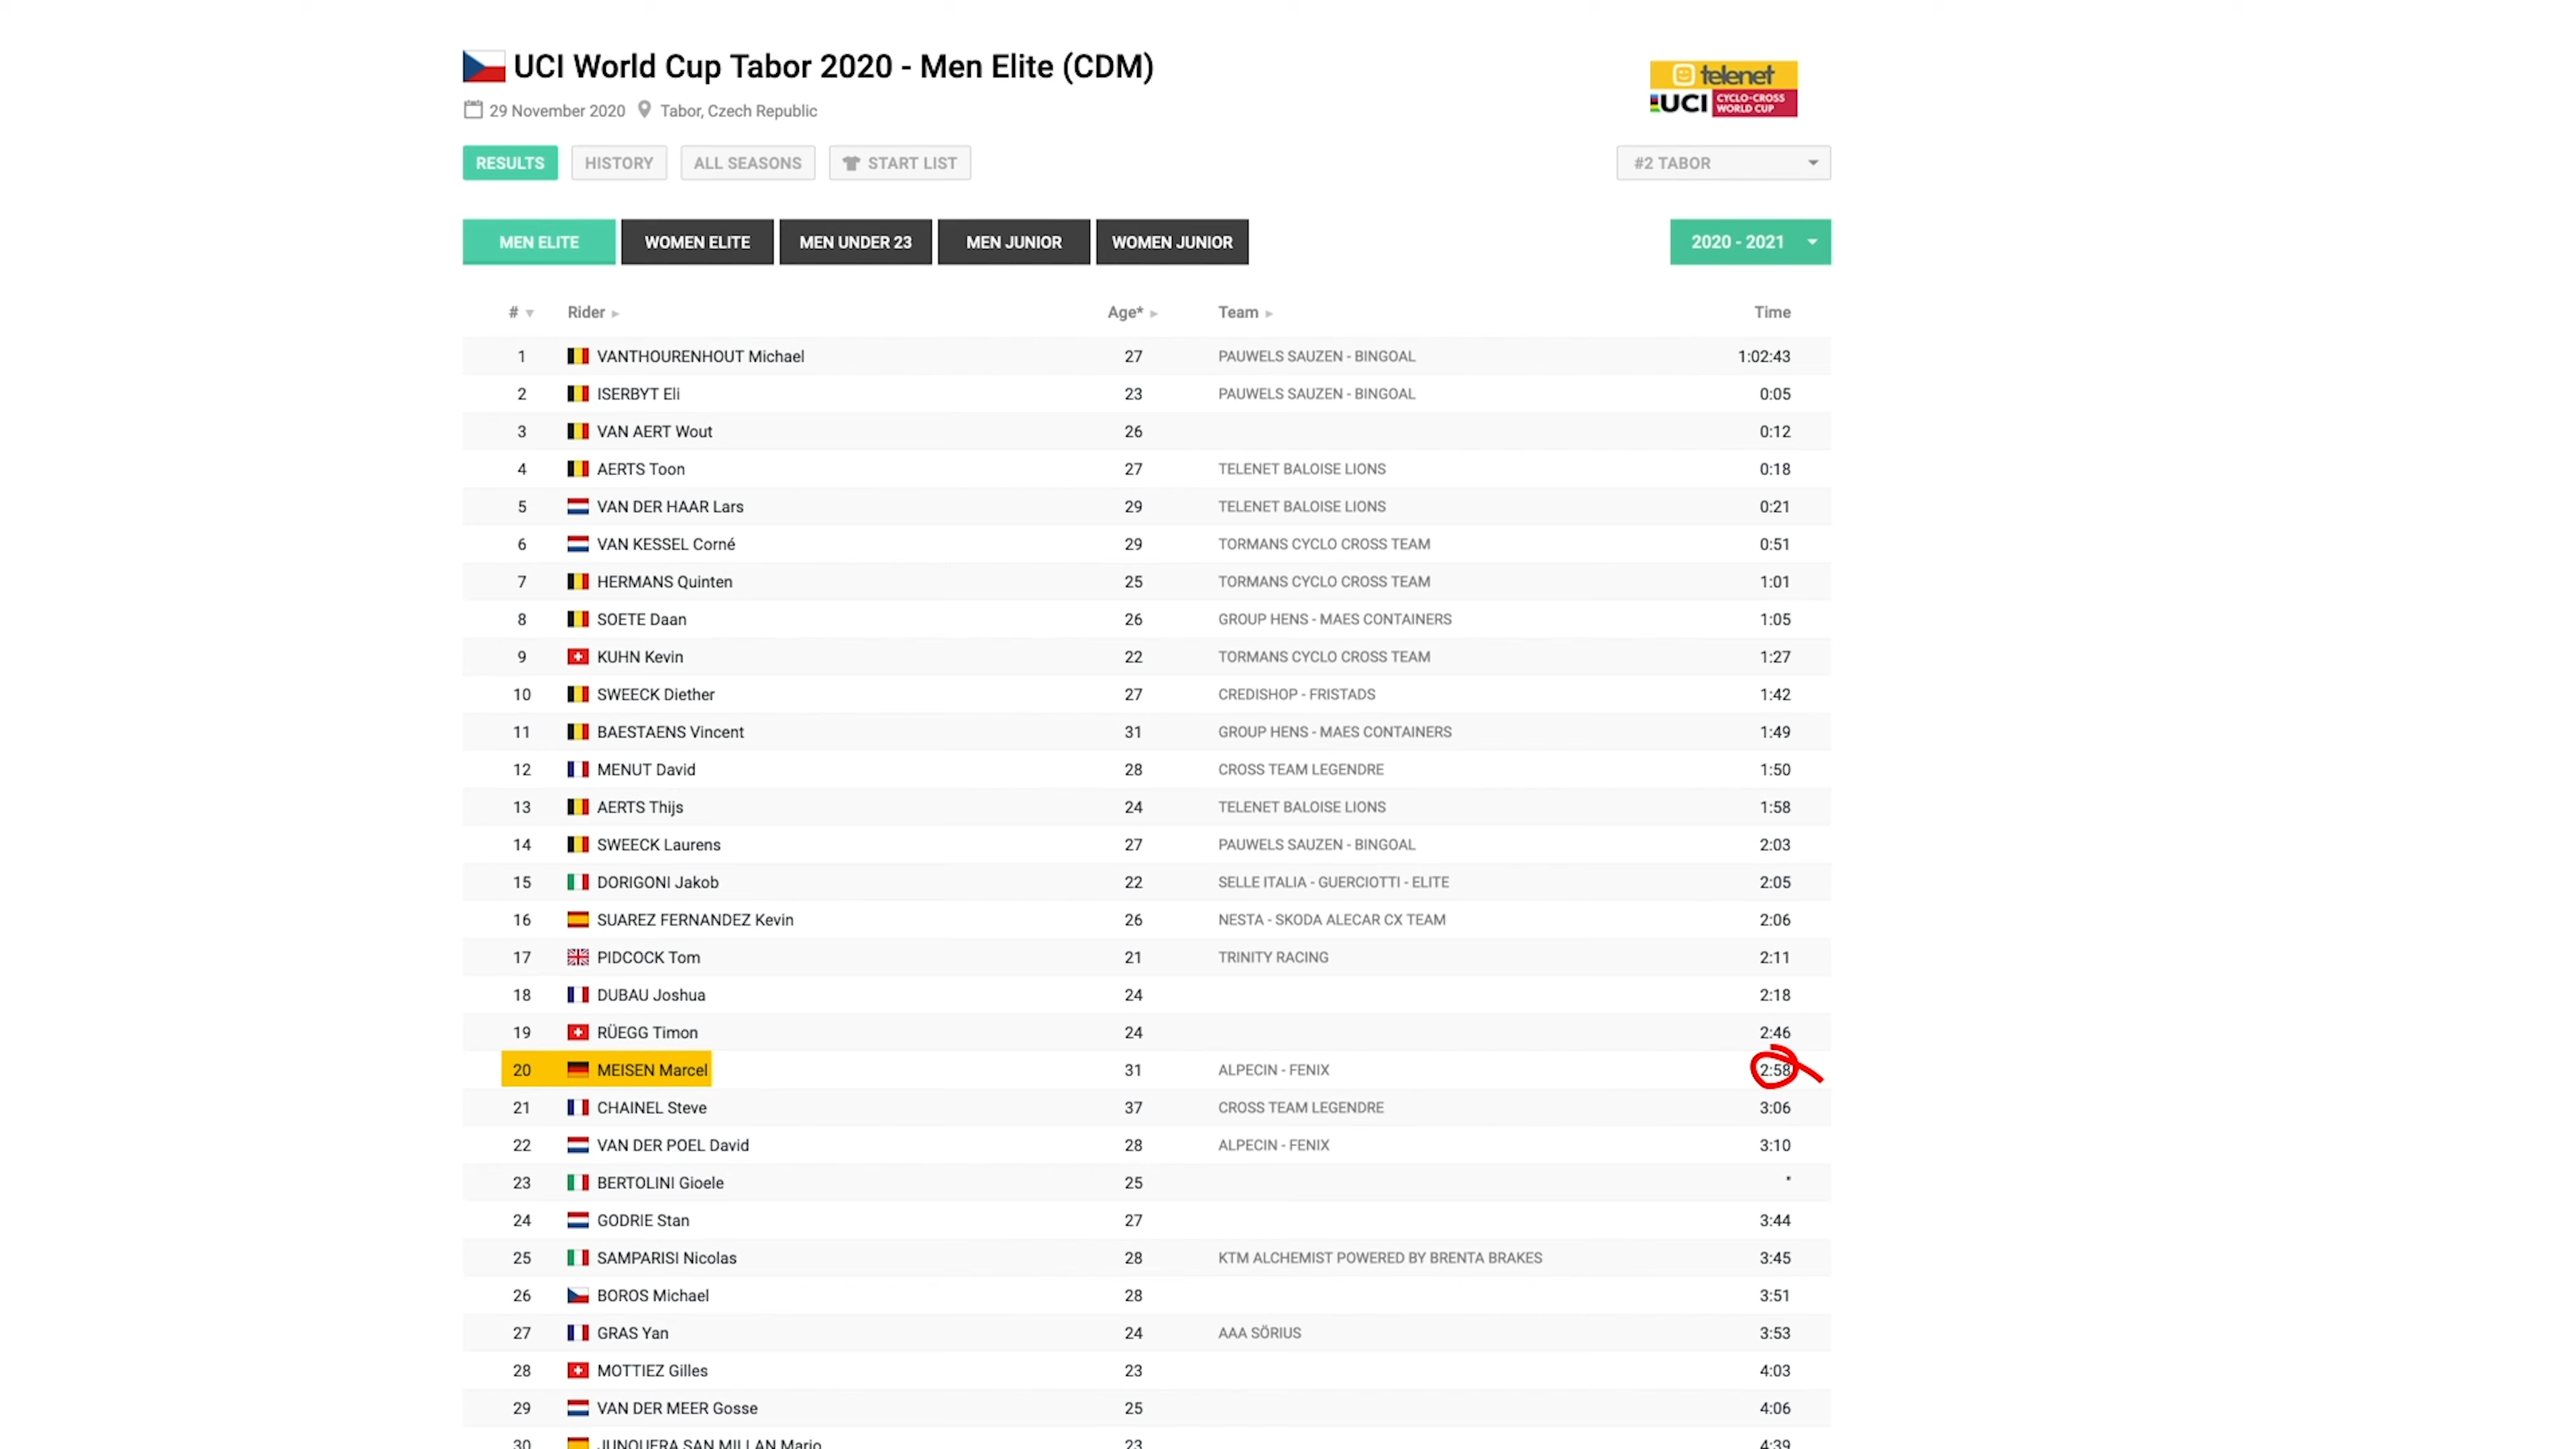 UCI World Cup Tabor 2020 - Men Elite (CDM)
telenet
UCI CYCLO-CROSS WORLD CUP
29 November 2020 Tabor, Czech Republic
RESULTS HISTORY ALL SEASONS START LIST #2 TABOR
MEN ELITE WOMEN ELITE MEN UNDER 23 MEN JUNIOR WOMEN JUNIOR 2020 - 2021
# Rider Age* Team Time
1 VANTHOURENHOUT Michael 27 PAUWELS SAUZEN - BINGOAL 1:02:43
2 ISERBYT Eli 23 PAUWELS SAUZEN - BINGOAL 0:05
3 VAN AERT Wout 26 0:12
4 AERTS Toon 27 TELENET BALOISE LIONS 0:18
5 VAN DER HAAR Lars 29 TELENET BALOISE LIONS 0:21
6 VAN KESSEL Corné 29 TORMANS CYCLO CROSS TEAM 0:51
7 HERMANS Quinten 25 TORMANS CYCLO CROSS TEAM 1:01
8 SOETE Daan 26 GROUP HENS - MAES CONTAINERS 1:05
9 KUHN Kevin 22 TORMANS CYCLO CROSS TEAM 1:27
10 SWEECK Diether 27 CREDISHOP - FRISTADS 1:42
11 BAESTAENS Vincent 31 GROUP HENS - MAES CONTAINERS 1:49
12 MENUT David 28 CROSS TEAM LEGENDRE 1:50
13 AERTS Thijs 24 TELENET BALOISE LIONS 1:58
14 SWEECK Laurens 27 PAUWELS SAUZEN - BINGOAL 2:03
15 DORIGONI Jakob 22 SELLE ITALIA - GUERCIOTTI - ELITE 2:05
16 SUAREZ FERNANDEZ Kevin 26 NESTA - SKODA ALECAR CX TEAM 2:06
17 PIDCOCK Tom 21 TRINITY RACING 2:11
18 DUBAU Joshua 24 2:18
19 RÜEGG Timon 24 2:46
20 MEISEN Marcel 31 ALPECIN - FENIX 2:58
21 CHAINEL Steve 37 CROSS TEAM LEGENDRE 3:06
22 VAN DER POEL David 28 ALPECIN - FENIX 3:10
23 BERTOLINI Gioele 25 "
24 GODRIE Stan 27 3:44
25 SAMPARISI Nicolas 28 KTM ALCHEMIST POWERED BY BRENTA BRAKES 3:45
26 BOROS Michael 28 3:51
27 GRAS Yan 24 AAA SÖRIUS 3:53
28 MOTTIEZ Gilles 23 4:03
29 VAN DER MEER Gosse 25 4:06
30 JUNQUERA SAN MILLAN Mario 23 4:39